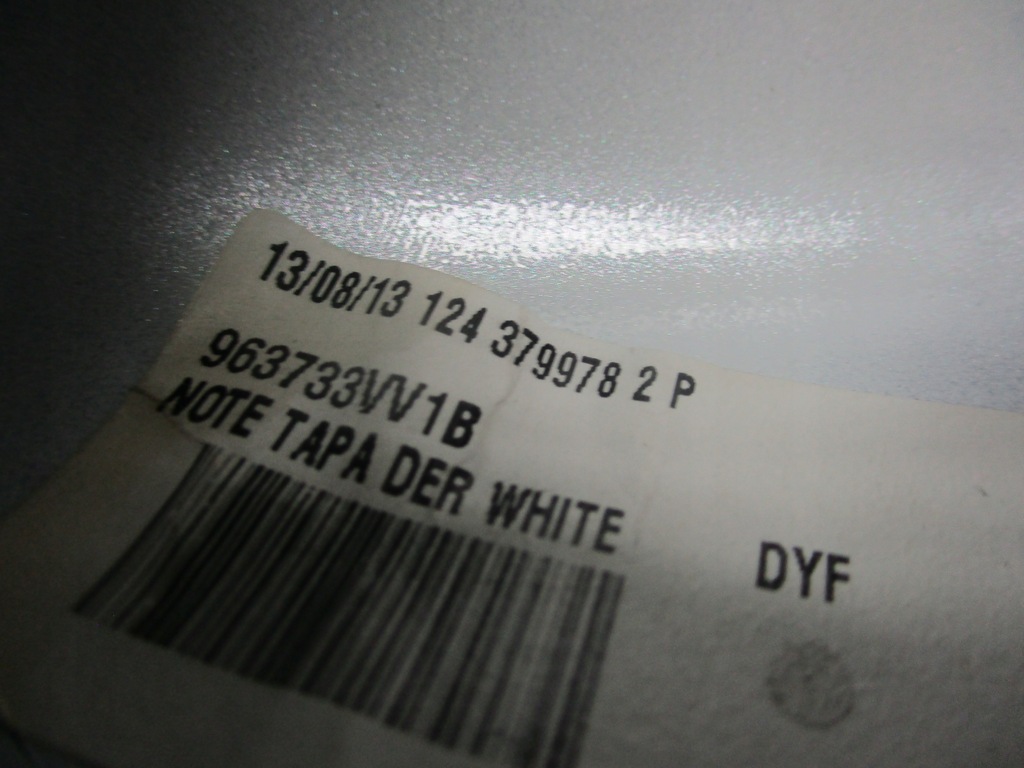 13/08/13 124 379978 2 P
963733VV1B
NOTE TAPA DER WHITE
DYF